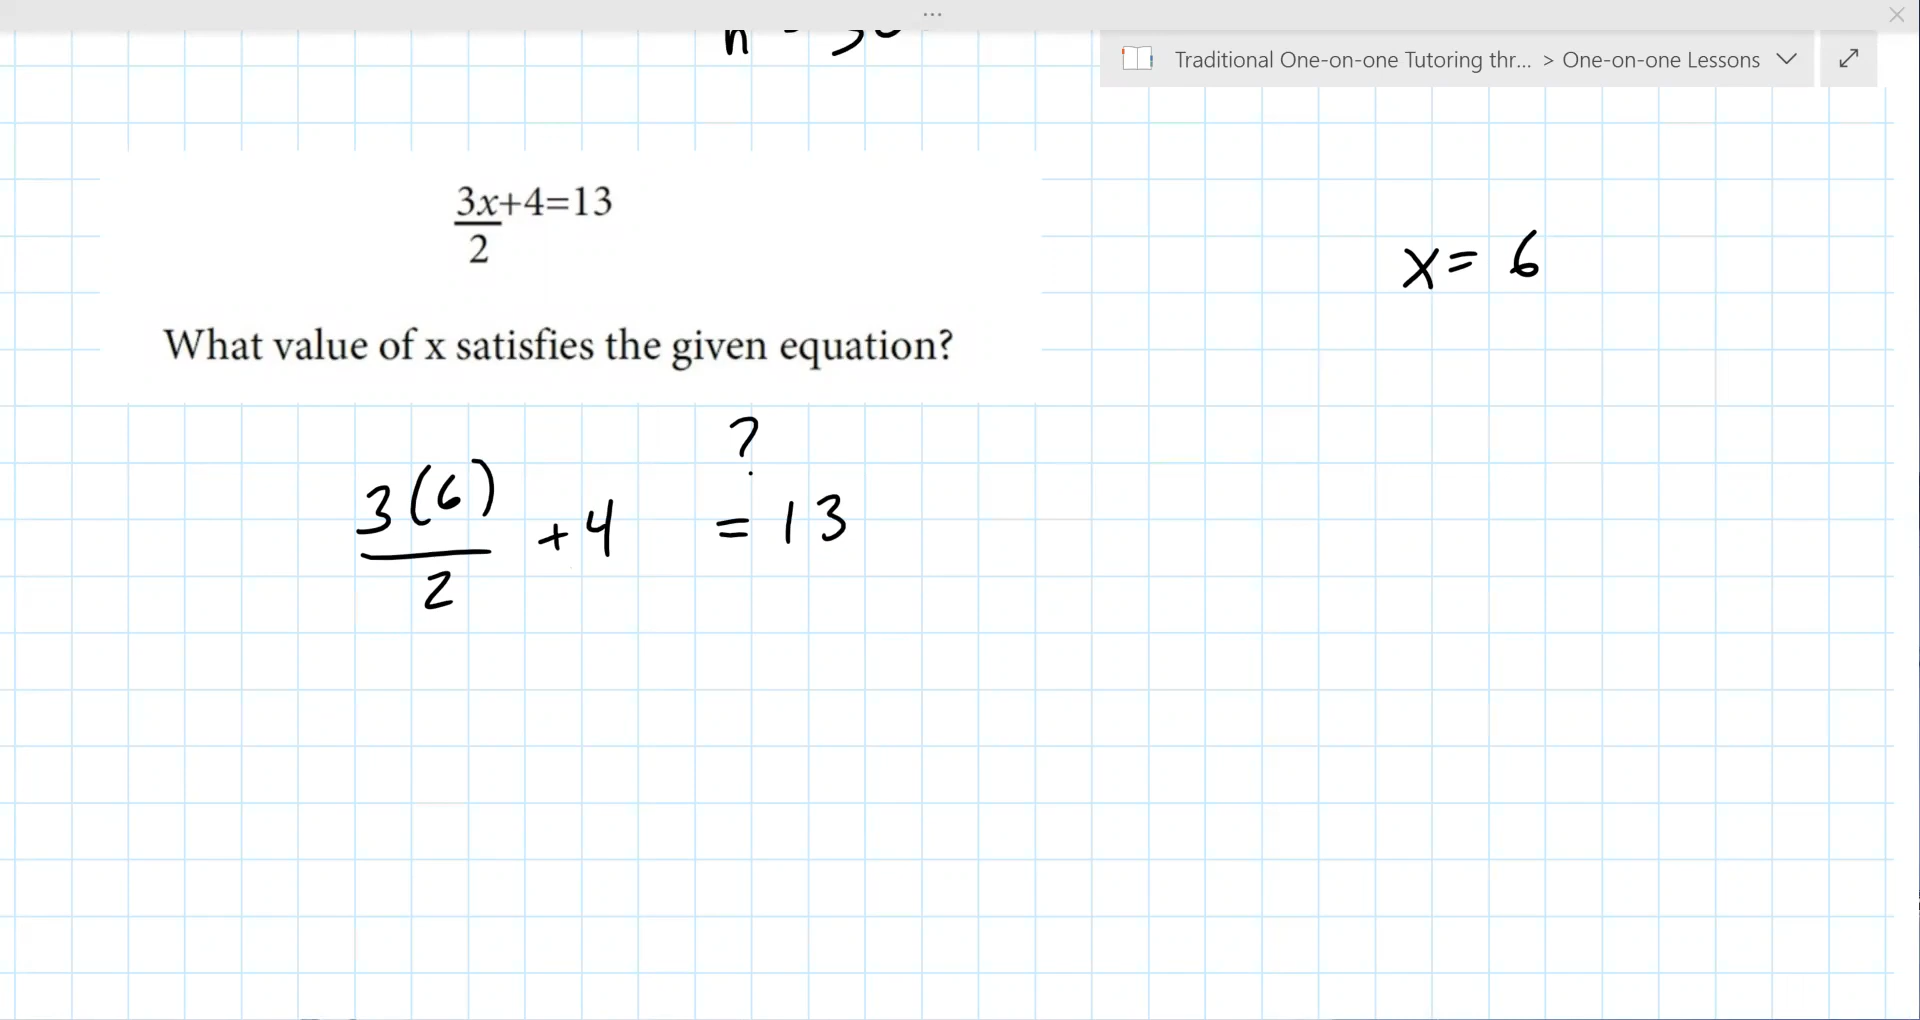 ...
Traditional One-on-one Tutoring thr... > One-on-one Lessons
3x+4=13
2
x= 6
What value of x satisfies the given equation?
?
3(6) +4 = 13
2